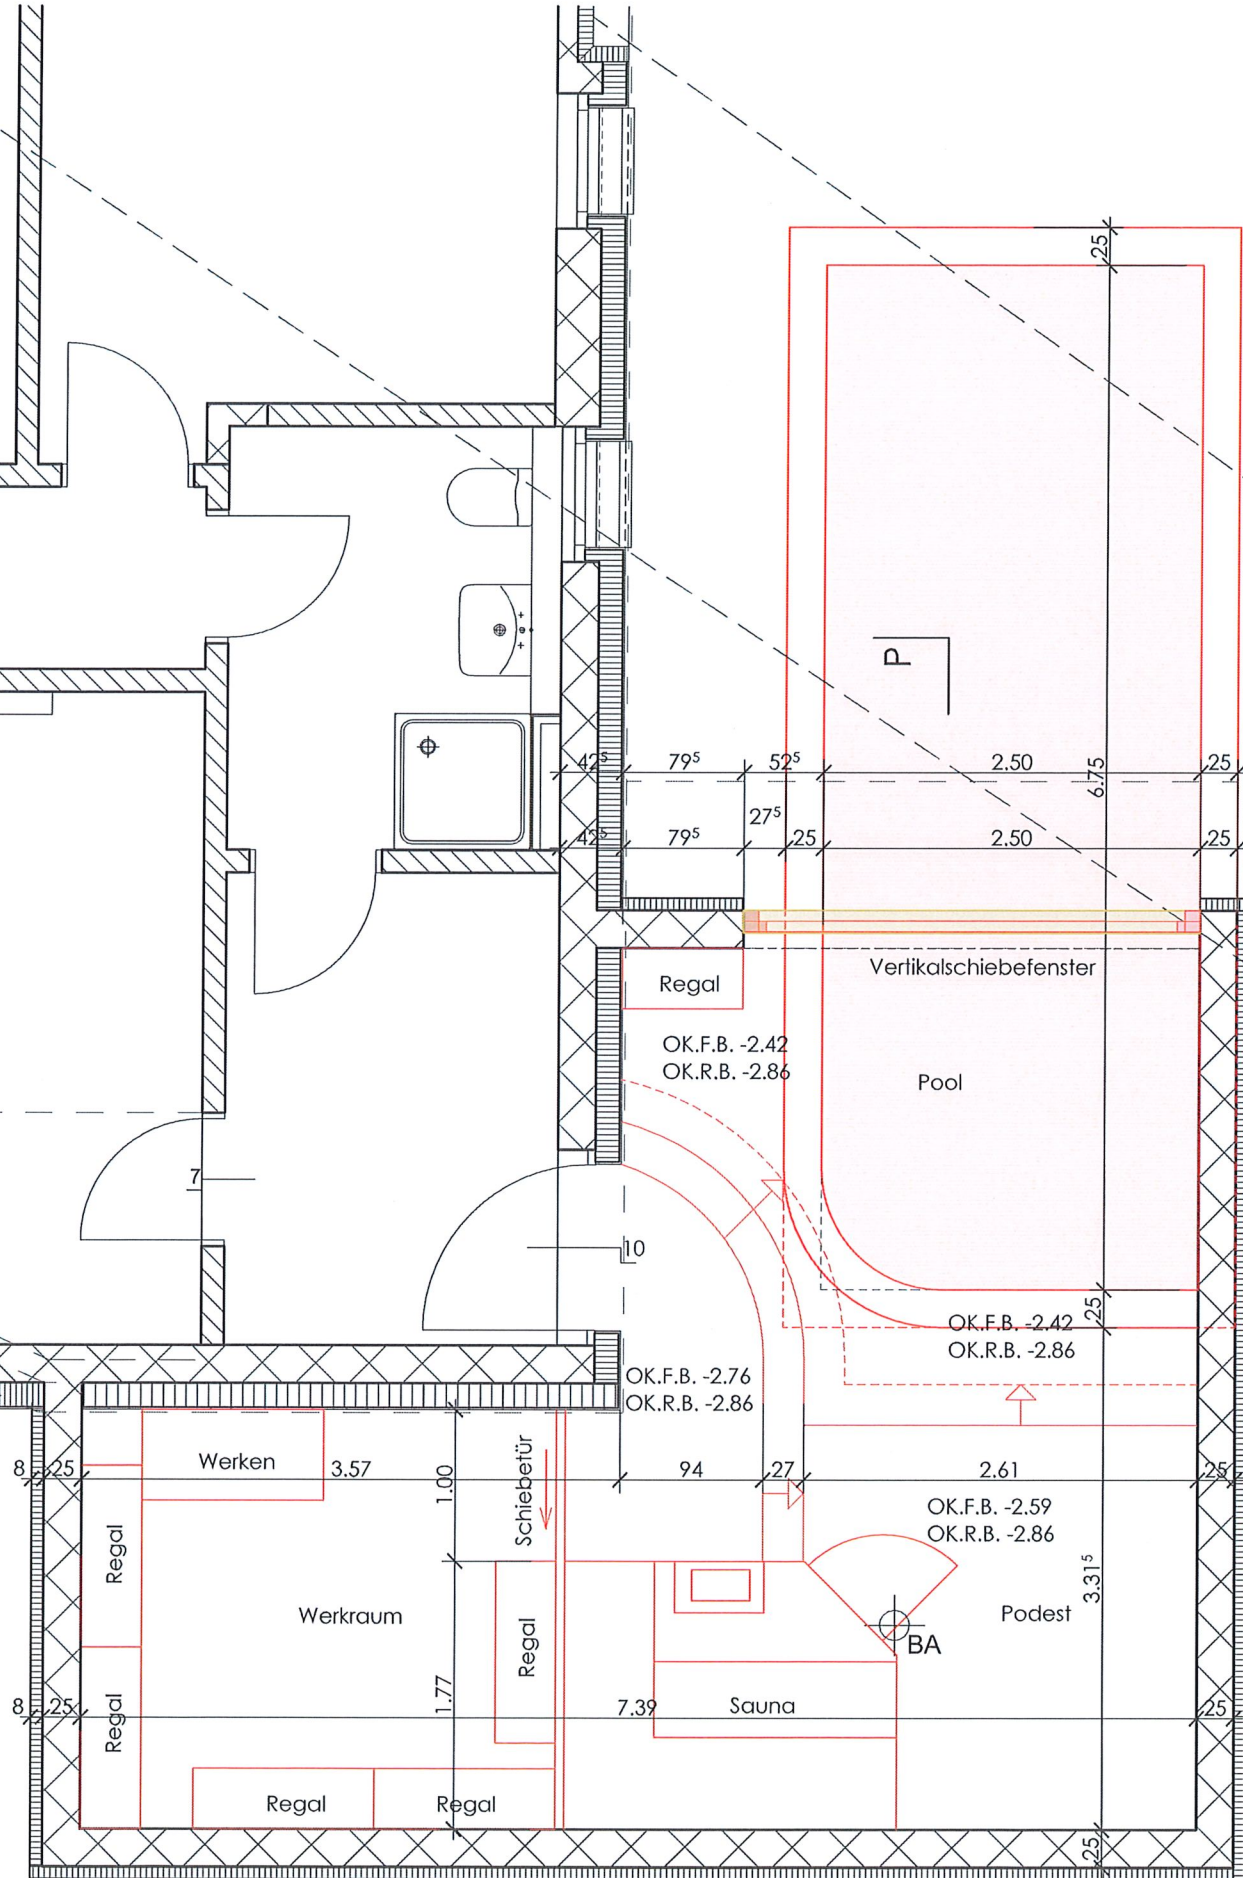 25
P
42⁵
79⁵
52⁵
2.50
25
6.75
27⁵
42⁵
79⁵
25
2.50
25
Vertikalschiebefenster
Regal
OK.F.B. -2.42
OK.R.B. -2.86
Pool
7
10
25
OK.F.B. -2.42
OK.R.B. -2.86
OK.F.B. -2.76
OK.R.B. -2.86
Werken
Schiebetür
8
25
3.57
1.00
94
27
2.61
25
OK.F.B. -2.59
OK.R.B. -2.86
Regal
3.31⁵
Werkraum
Regal
Podest
BA
Regal
1.77
8
25
7.39
Sauna
25
Regal
Regal
25